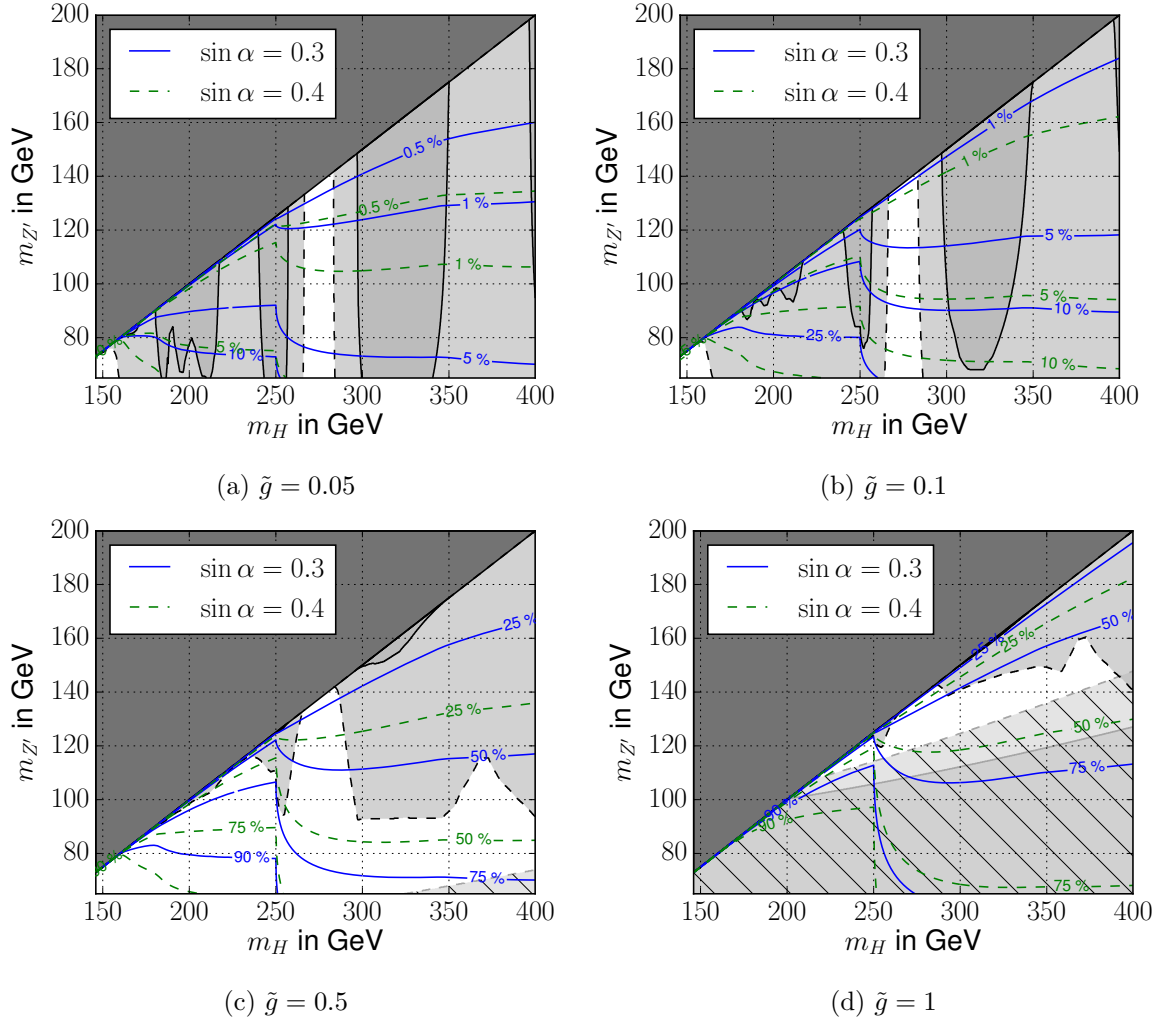 200
180
160
140
120
100
80
m_{Z'} in GeV
sin α = 0.3
sin α = 0.4
0.5 %
0.5 %
1 %
1 %
5 %
10 %
5 %
150 200 250 300 350 400
m_H in GeV
(a) g̃ = 0.05
200
180
160
140
120
100
80
m_{Z'} in GeV
sin α = 0.3
sin α = 0.4
1 %
1 %
5 %
5 %
10 %
25 %
10 %
150 200 250 300 350 400
m_H in GeV
(b) g̃ = 0.1
200
180
160
140
120
100
80
m_{Z'} in GeV
sin α = 0.3
sin α = 0.4
25 %
25 %
50 %
75 %
50 %
90 %
75 %
150 200 250 300 350 400
m_H in GeV
(c) g̃ = 0.5
200
180
160
140
120
100
80
m_{Z'} in GeV
sin α = 0.3
sin α = 0.4
25 %
25 %
50 %
50 %
75 %
90 %
90 %
75 %
150 200 250 300 350 400
m_H in GeV
(d) g̃ = 1